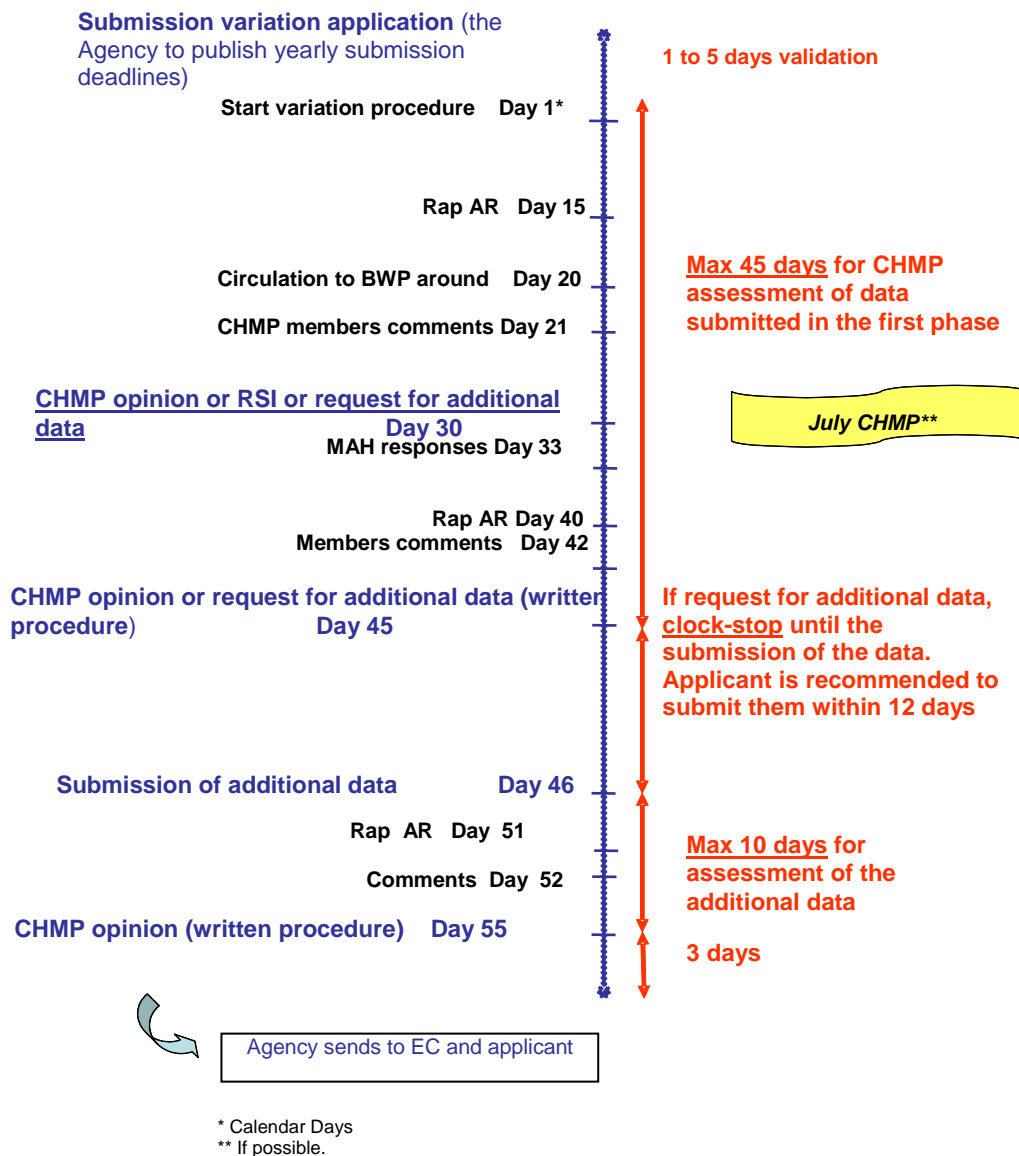 Submission variation application (the
Agency to publish yearly submission
deadlines)
1 to 5 days validation
Start variation procedure Day 1*
Rap AR Day 15
Circulation to BWP around Day 20
CHMP members comments Day 21
Max 45 days for CHMP
assessment of data
submitted in the first phase
CHMP opinion or RSI or request for additional
data Day 30
July CHMP**
MAH responses Day 33
Rap AR Day 40
Members comments Day 42
CHMP opinion or request for additional data (written
procedure) Day 45
If request for additional data,
clock-stop until the
submission of the data.
Applicant is recommended to
submit them within 12 days
Submission of additional data Day 46
Rap AR Day 51
Comments Day 52
Max 10 days for
assessment of the
additional data
CHMP opinion (written procedure) Day 55
3 days
Agency sends to EC and applicant
* Calendar Days
** If possible.